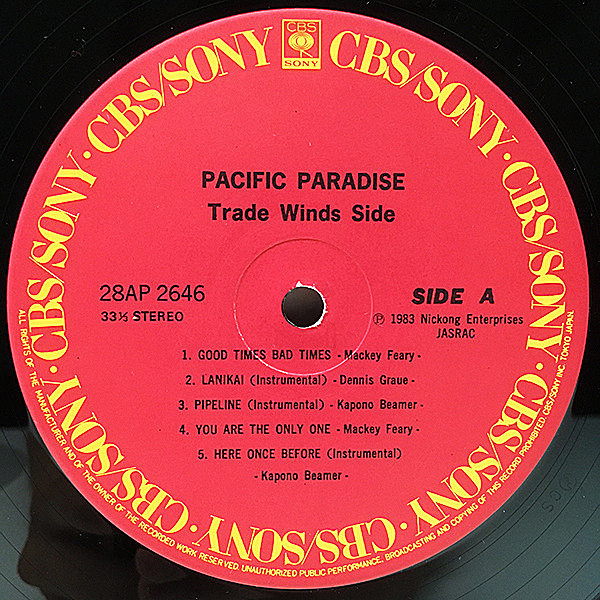 CBS/SONY · CBS/SONY · CBS/SONY · CBS/SONY · CBS/SONY · CBS/SONY · CBS/SONY · CBS/SONY
CBS
SONY
PACIFIC PARADISE
Trade Winds Side
28AP 2646
33⅓ STEREO
SIDE A
Ⓟ 1983 Nickong Enterprises
JASRAC
1. GOOD TIMES BAD TIMES - Mackey Feary -
2. LANIKAI (Instrumental) - Dennis Graue -
3. PIPELINE (Instrumental) - Kapono Beamer -
4. YOU ARE THE ONLY ONE - Mackey Feary -
5. HERE ONCE BEFORE (Instrumental)
- Kapono Beamer -
ALL RIGHTS OF THE MANUFACTURER AND OF THE OWNER OF THE RECORDED WORK RESERVED. UNAUTHORIZED PUBLIC PERFORMANCE, BROADCASTING AND COPYING OF THIS RECORD PROHIBITED. CBS/SONY INC. TOKYO JAPAN.